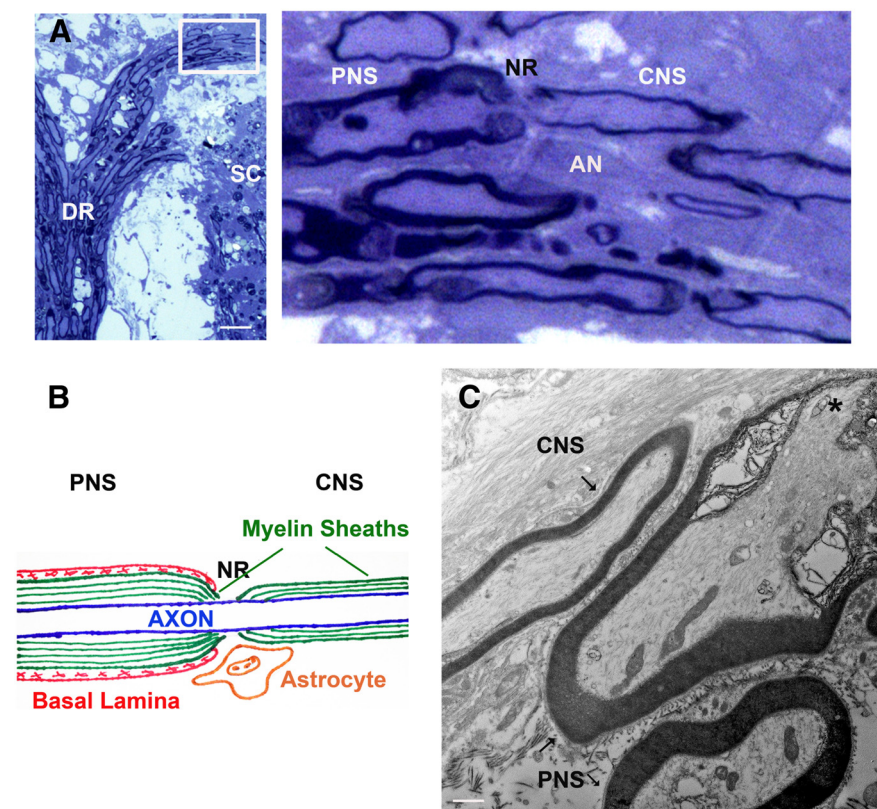 A
DR
SC
PNS
NR
CNS
AN
B
PNS
CNS
Myelin Sheaths
NR
AXON
Astrocyte
Basal Lamina
C
CNS
*
PNS